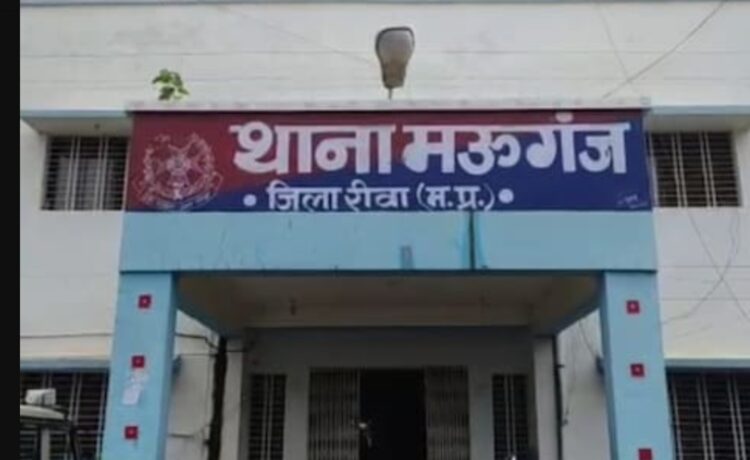 थाना मऊगंज
• जिला रीवा (म.प्र.) •